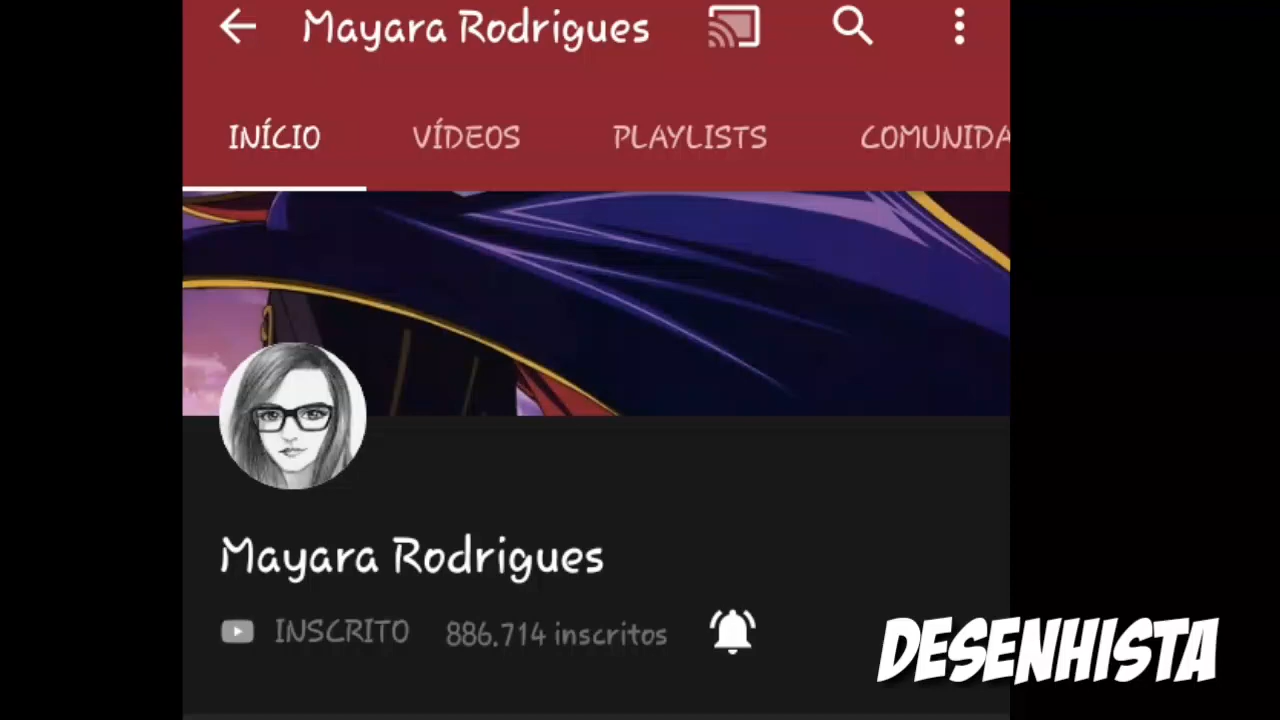 Mayara Rodrigues
INÍCIO VÍDEOS PLAYLISTS COMUNIDA
Mayara Rodrigues
INSCRITO 886.714 inscritos
DESENHISTA